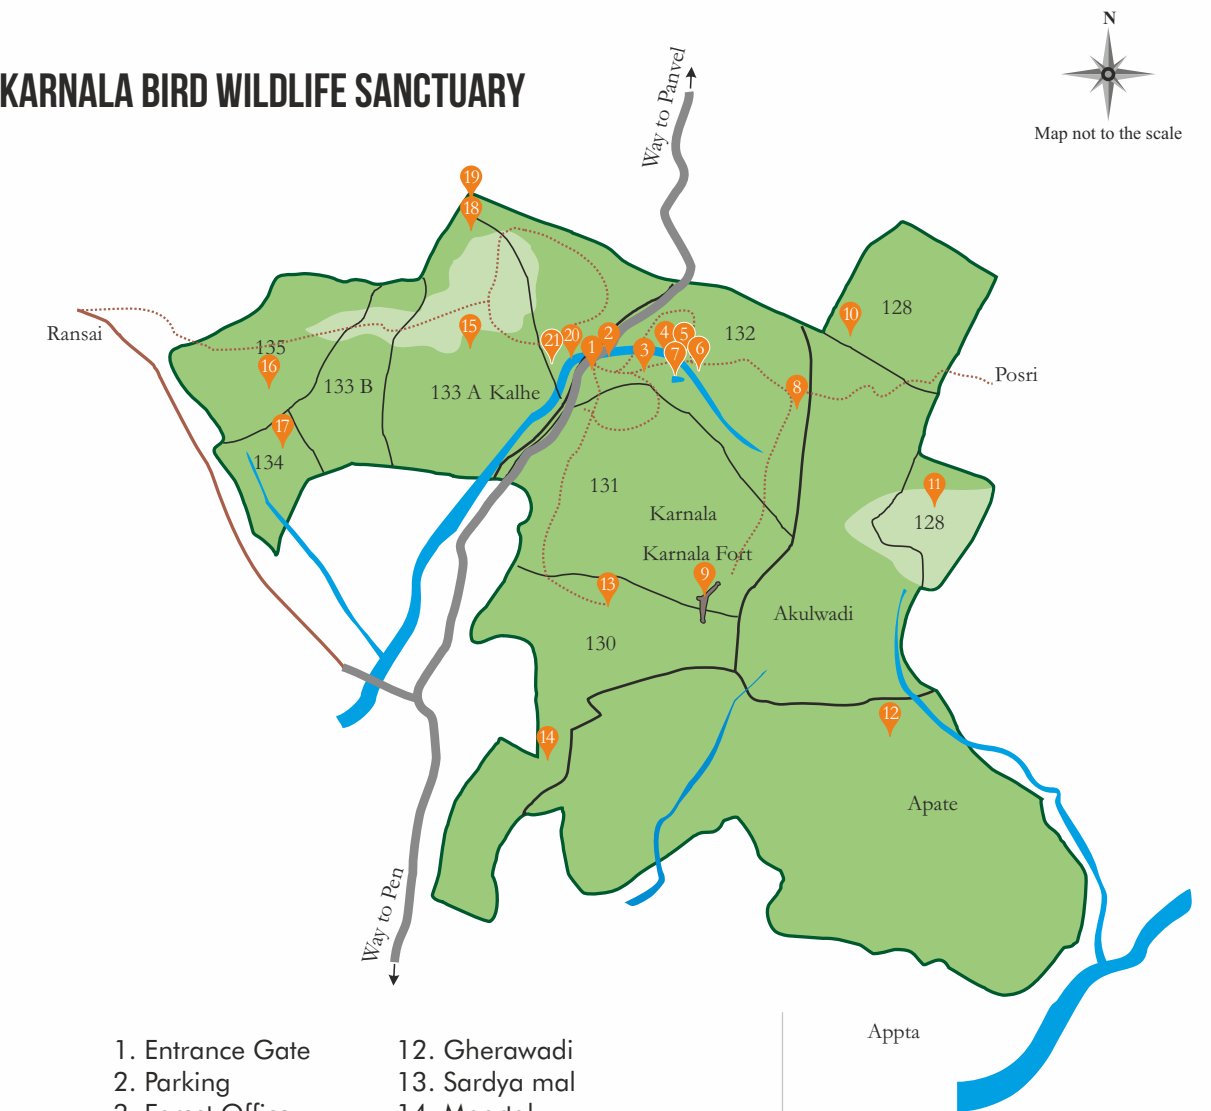 N
KARNALA BIRD WILDLIFE SANCTUARY
Map not to the scale
Way to Panvel
19
18
128
10
Ransai
135
15
21
20
2
1
3
4
5
7
6
132
Posri
16
133 B
133 A Kalhe
8
17
134
131
11
128
Karnala
Karnala Fort
9
13
Akulwadi
130
12
14
Apate
Way to Pen
Appta
1. Entrance Gate
2. Parking
3. Forest Office
12. Gherawadi
13. Sardya mal